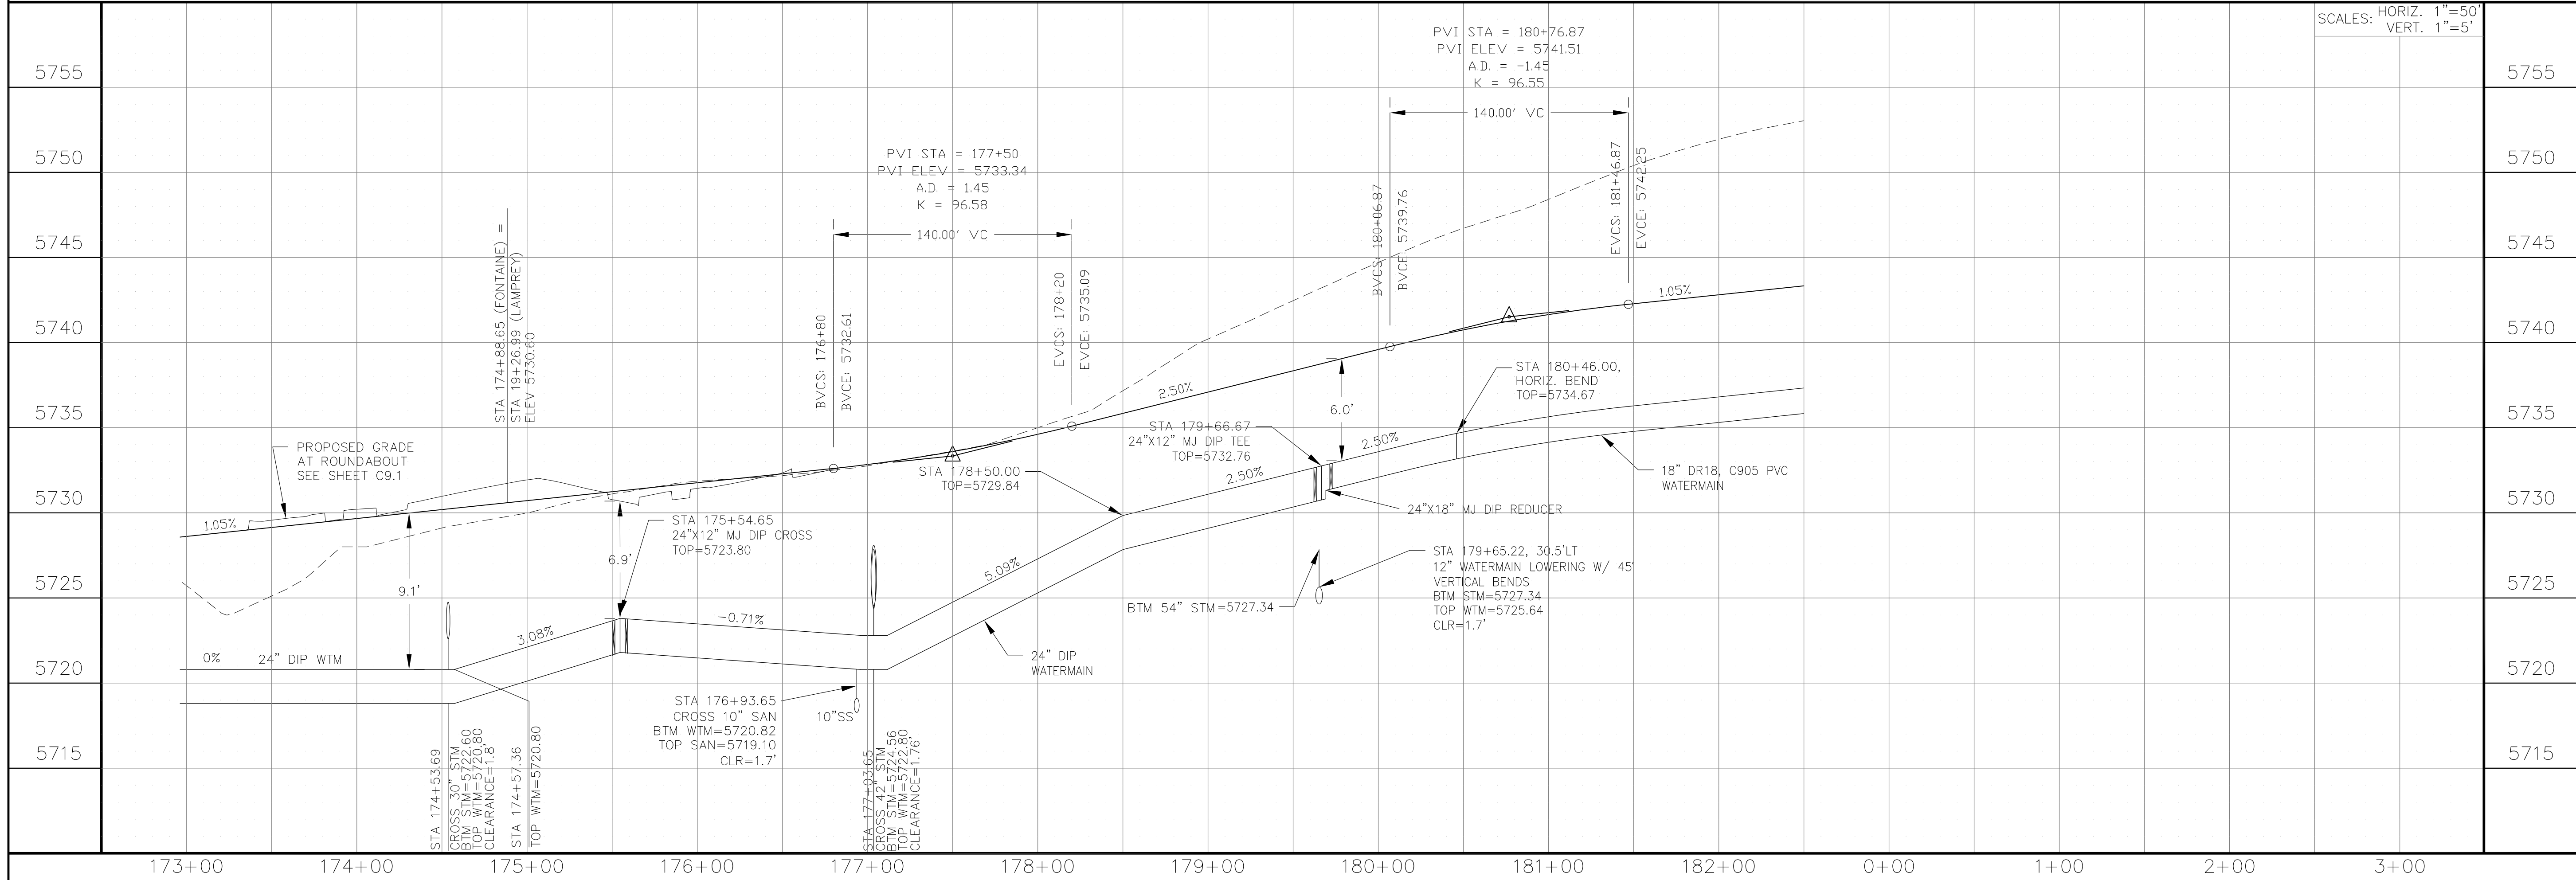 SCALES: HORIZ. 1"=50'
VERT. 1"=5'
PVI STA = 180+76.87
PVI ELEV = 5741.51
A.D. = -1.45
K = 96.55
140.00' VC
BVCS: 180+06.87
BVCE: 5739.76
EVCS: 181+46.87
EVCE: 5742.25
PVI STA = 177+50
PVI ELEV = 5733.34
A.D. = 1.45
K = 96.58
140.00' VC
BVCS: 176+80
BVCE: 5732.61
EVCS: 178+20
EVCE: 5735.09
STA 174+88.65 (FONTAINE) =
STA 19+26.99 (LAMPREY)
ELEV 5730.60
5755
5750
5745
5740
5735
5730
5725
5720
5715
5755
5750
5745
5740
5735
5730
5725
5720
5715
PROPOSED GRADE
AT ROUNDABOUT
SEE SHEET C9.1
1.05%
2.50%
1.05%
9.1'
6.9'
6.0'
STA 175+54.65
24"X12" MJ DIP CROSS
TOP=5723.80
STA 178+50.00
TOP=5729.84
STA 179+66.67
24"X12" MJ DIP TEE
TOP=5732.76
STA 180+46.00,
HORIZ. BEND
TOP=5734.67
2.50%
2.50%
18" DR18, C905 PVC
WATERMAIN
24"X18" MJ DIP REDUCER
STA 179+65.22, 30.5'LT
12" WATERMAIN LOWERING W/ 45°
VERTICAL BENDS
BTM STM=5727.34
TOP WTM=5725.64
CLR=1.7'
BTM 54" STM=5727.34
5.09%
-0.71%
3.08%
0%
24" DIP WTM
24" DIP
WATERMAIN
STA 176+93.65
CROSS 10" SAN
BTM WTM=5720.82
TOP SAN=5719.10
CLR=1.7'
10"SS
STA 174+53.69
CROSS 30" STM
BTM STM=5722.60
TOP WTM=5720.80
CLEARANCE=1.8'
STA 174+57.36
TOP WTM=5720.80
STA 177+03.65
CROSS 42" STM
BTM STM=5724.56
TOP WTM=5722.80
CLEARANCE=1.76'
173+00
174+00
175+00
176+00
177+00
178+00
179+00
180+00
181+00
182+00
0+00
1+00
2+00
3+00